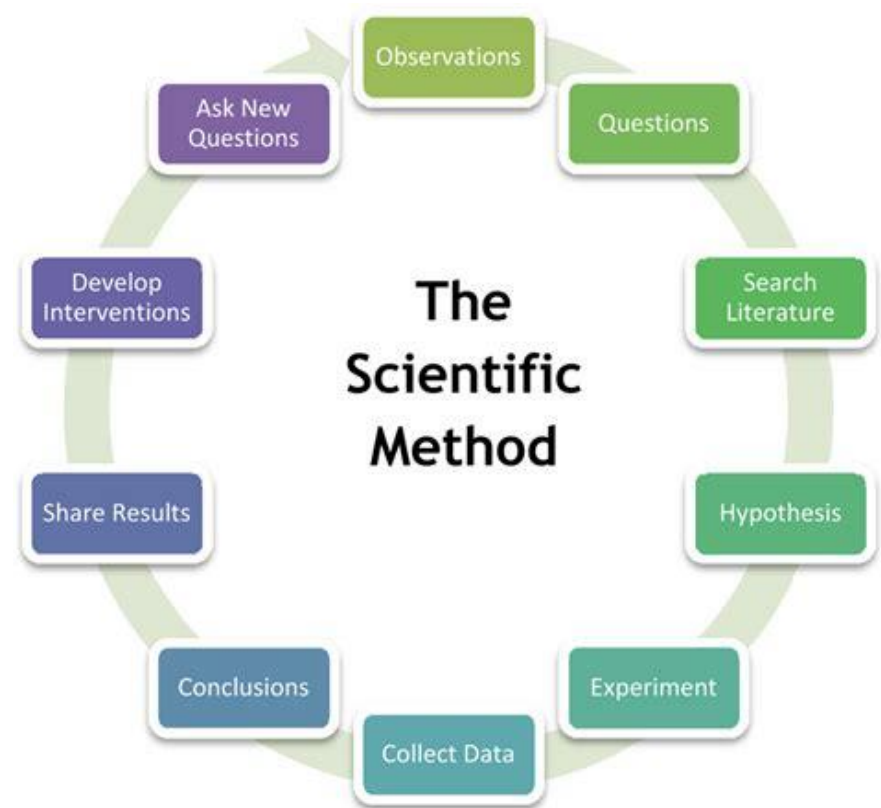 Observations
Questions
Search
Literature
Hypothesis
Experiment
Collect Data
Conclusions
Share Results
Develop
Interventions
Ask New
Questions
The
Scientific
Method